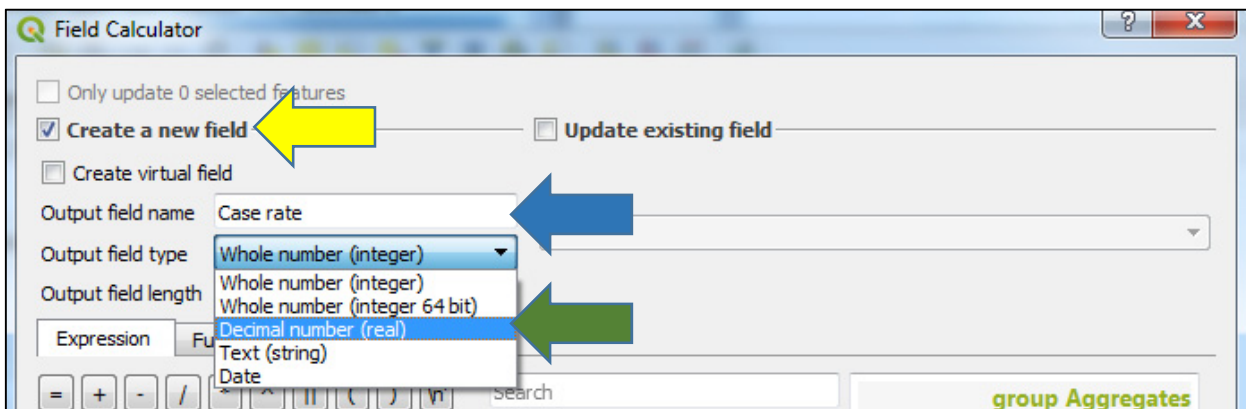 Field Calculator
Only update 0 selected features
Create a new field
Update existing field
Create virtual field
Output field name Case rate
Output field type Whole number (integer)
Whole number (integer)
Output field length
Whole number (integer 64 bit)
Decimal number (real)
Expression Fu
Text (string)
Date
= + - / * ^ || ( ) '\n' Search
group Aggregates